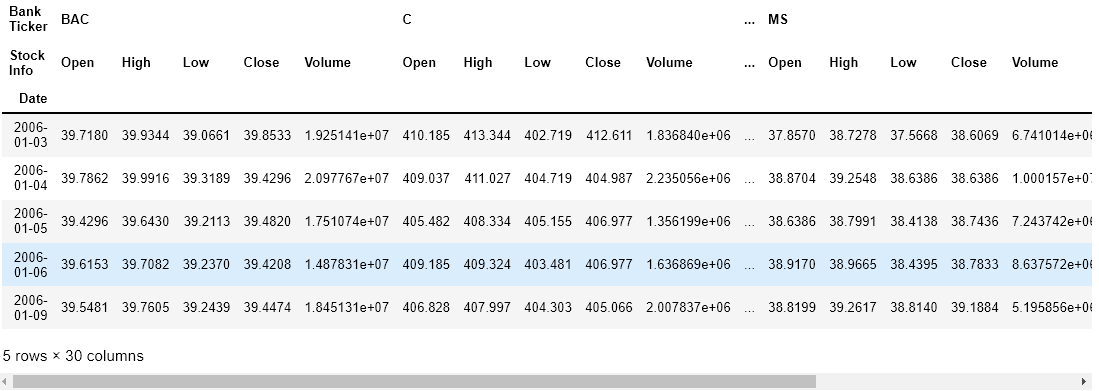 Bank Ticker BAC C ... MS
Stock Info Open High Low Close Volume Open High Low Close Volume ... Open High Low Close Volume
Date
2006-01-03 39.7180 39.9344 39.0661 39.8533 1.925141e+07 410.185 413.344 402.719 412.611 1.836840e+06 ... 37.8570 38.7278 37.5668 38.6069 6.741014e+06
2006-01-04 39.7862 39.9916 39.3189 39.4296 2.097767e+07 409.037 411.027 404.719 404.987 2.235056e+06 ... 38.8704 39.2548 38.6386 38.6386 1.000157e+07
2006-01-05 39.4296 39.6430 39.2113 39.4820 1.751074e+07 405.482 408.334 405.155 406.977 1.356199e+06 ... 38.6386 38.7991 38.4138 38.7436 7.243742e+06
2006-01-06 39.6153 39.7082 39.2370 39.4208 1.487831e+07 409.185 409.324 403.481 406.977 1.636869e+06 ... 38.9170 38.9665 38.4395 38.7833 8.637572e+06
2006-01-09 39.5481 39.7605 39.2439 39.4474 1.845131e+07 406.828 407.997 404.303 405.066 2.007837e+06 ... 38.8199 39.2617 38.8140 39.1884 5.195856e+06
5 rows × 30 columns